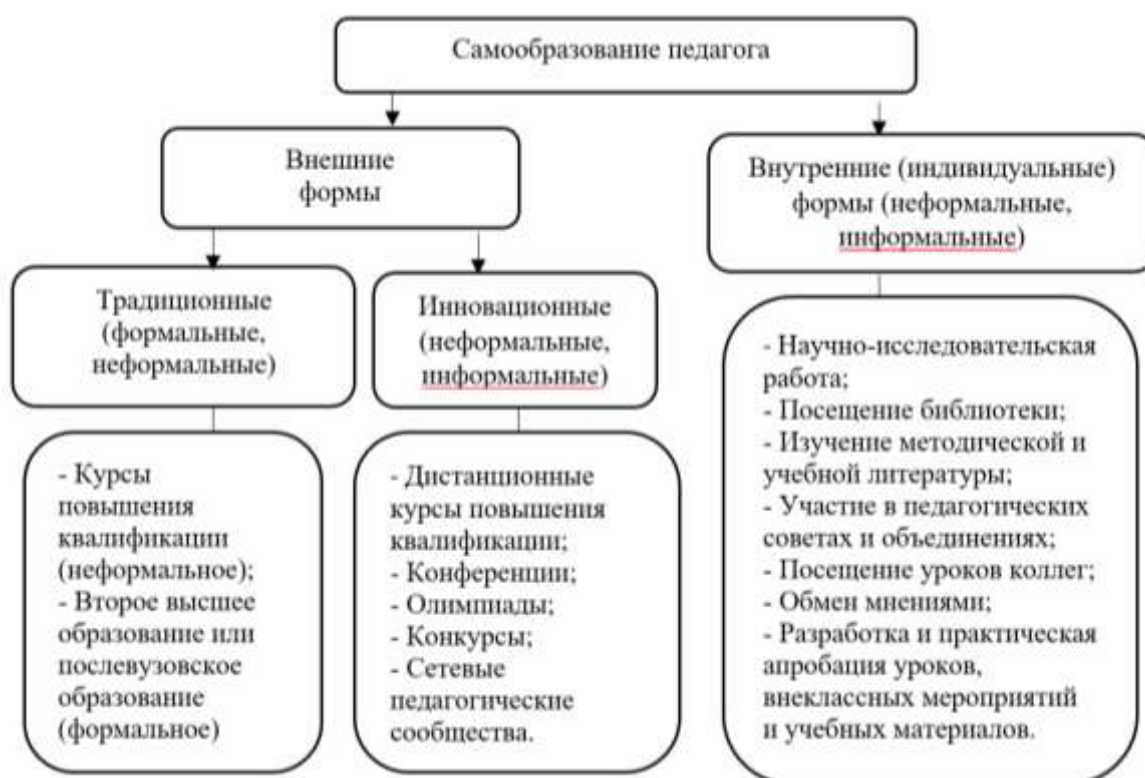 Самообразование педагога
Внешние
формы
Внутренние (индивидуальные)
формы (неформальные,
информальные)
Традиционные
(формальные,
неформальные)
Инновационные
(неформальные,
информальные)
- Курсы
повышения
квалификации
(неформальное);
- Второе высшее
образование или
послевузовское
образование
(формальное)
- Дистанционные
курсы повышения
квалификации;
- Конференции;
- Олимпиады;
- Конкурсы;
- Сетевые
педагогические
сообщества.
- Научно-исследовательская
работа;
- Посещение библиотеки;
- Изучение методической и
учебной литературы;
- Участие в педагогических
советах и объединениях;
- Посещение уроков коллег;
- Обмен мнениями;
- Разработка и практическая
апробация уроков,
внеклассных мероприятий
и учебных материалов.